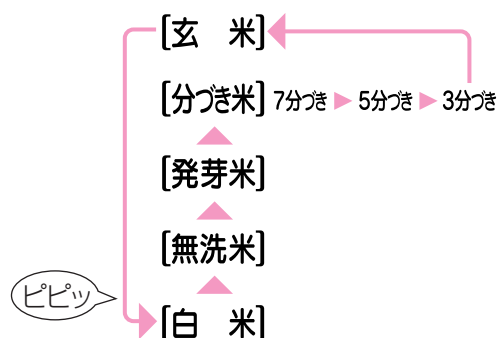 [玄　米]
[分づき米] 7分づき ▶ 5分づき ▶ 3分づき
[発芽米]
[無洗米]
ピピッ
[白　米]